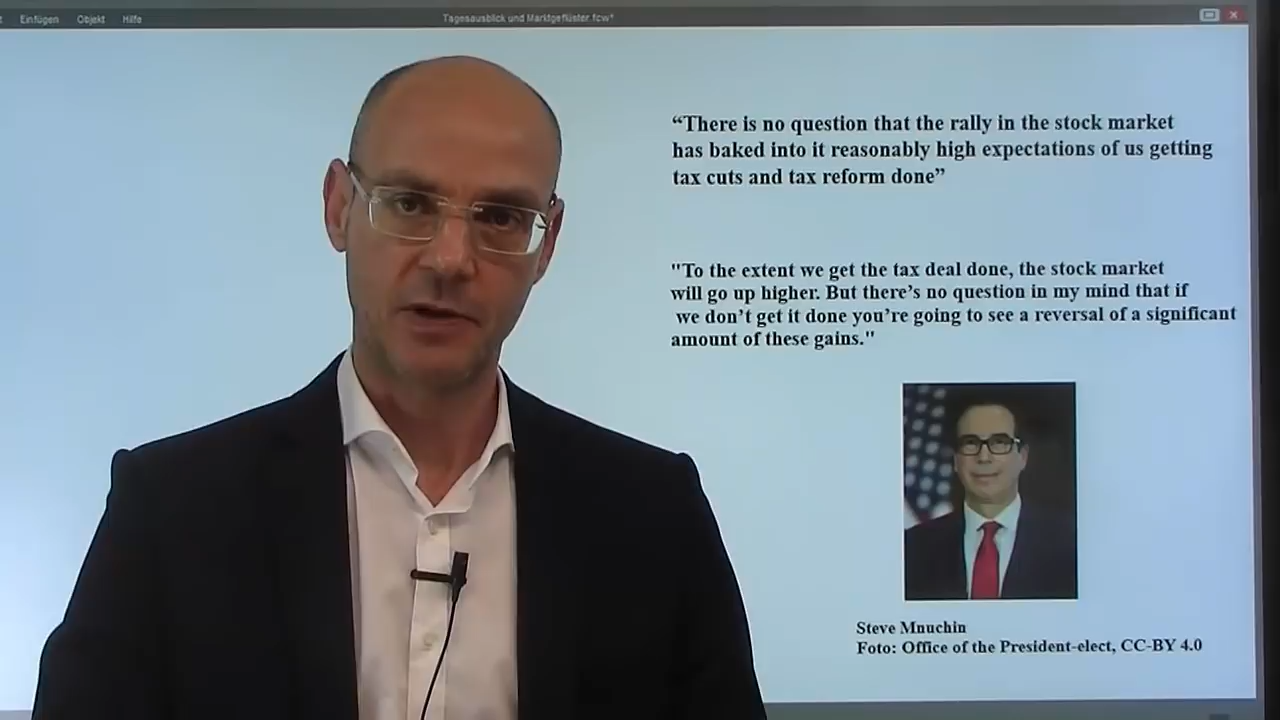 Einfügen Objekt Hilfe Tagesausblick und Marktgeflüster.fcw*
“There is no question that the rally in the stock market
has baked into it reasonably high expectations of us getting
tax cuts and tax reform done”
"To the extent we get the tax deal done, the stock market
will go up higher. But there’s no question in my mind that if
we don’t get it done you’re going to see a reversal of a significant
amount of these gains."
Steve Mnuchin
Foto: Office of the President-elect, CC-BY 4.0